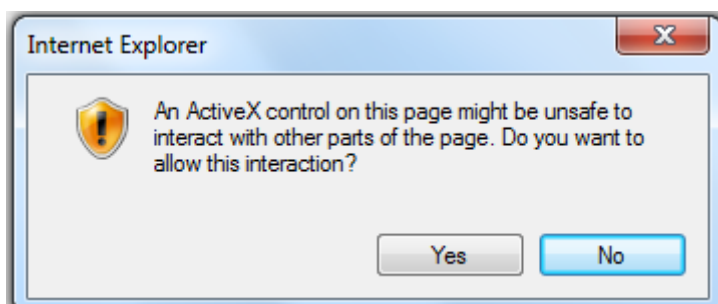 Internet Explorer
An ActiveX control on this page might be unsafe to
interact with other parts of the page. Do you want to
allow this interaction?
Yes No